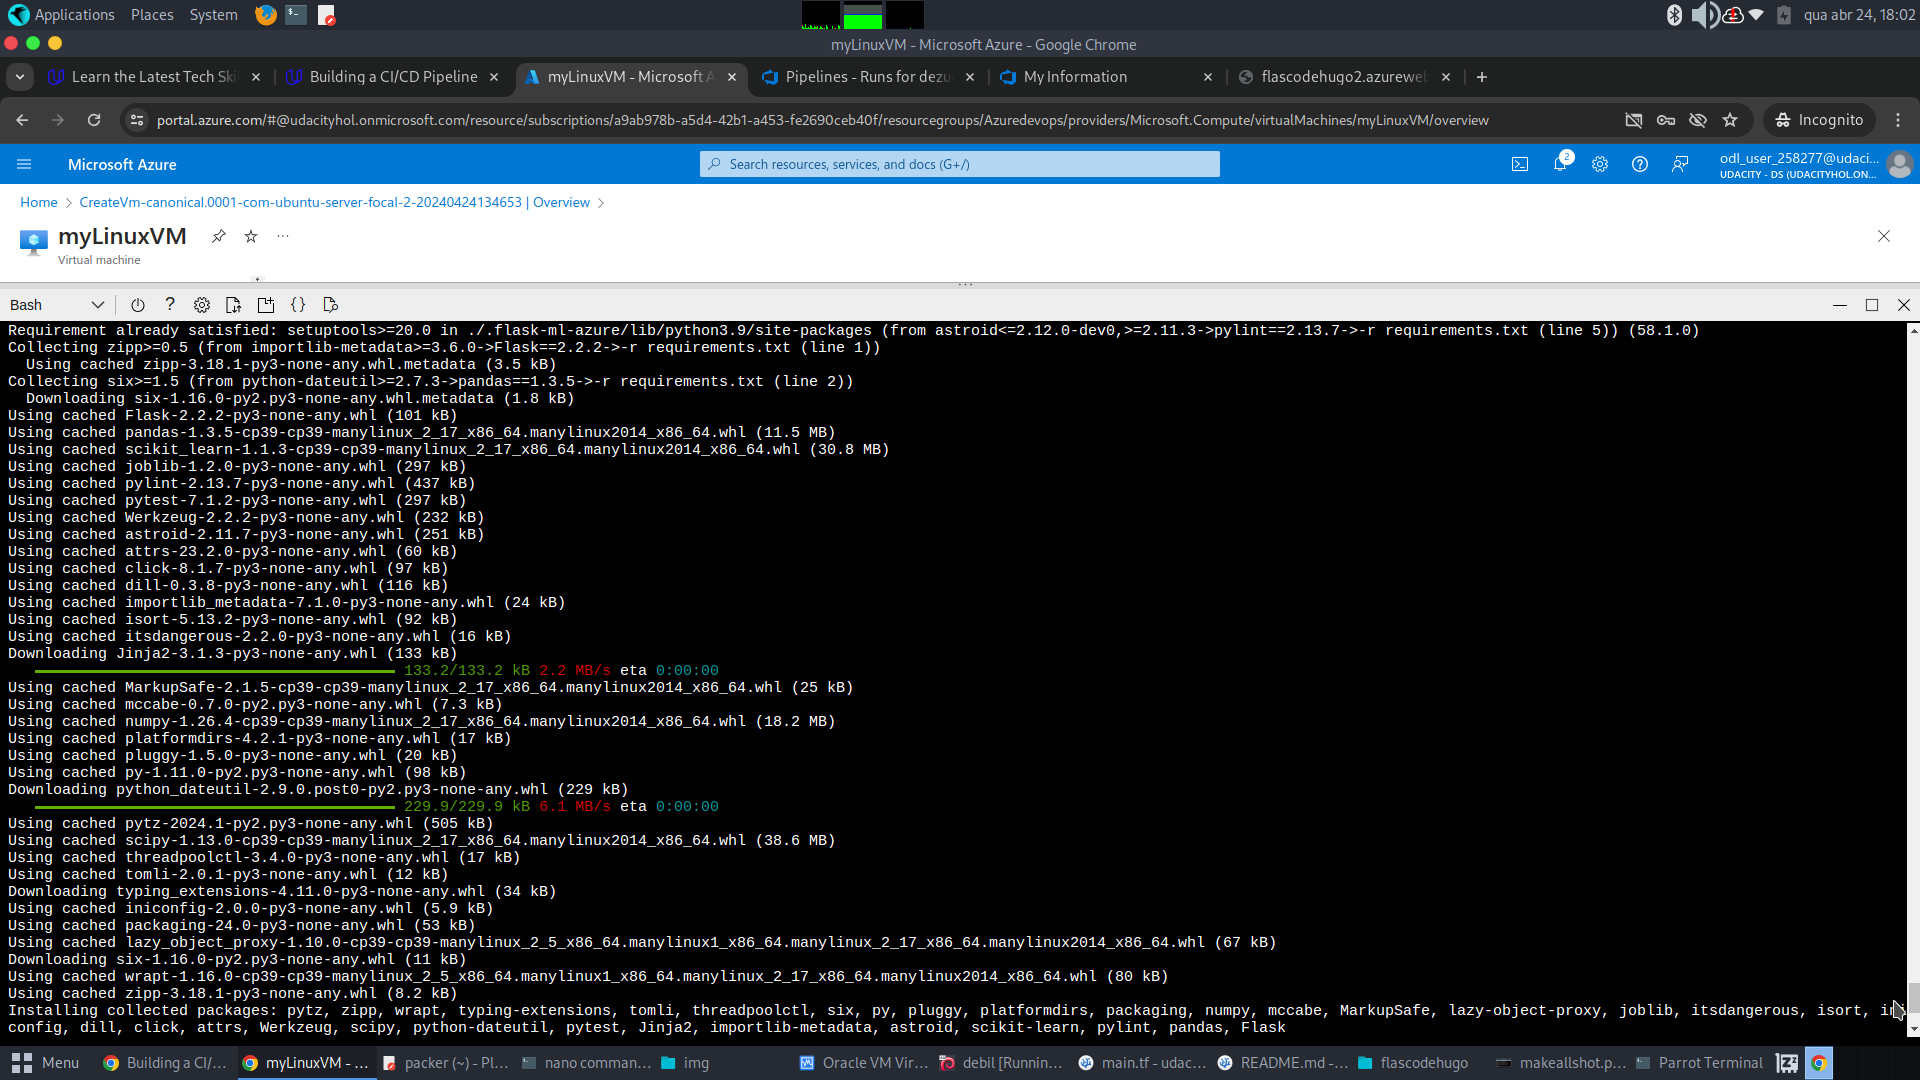 Applications Places System qua abr 24, 18:02
myLinuxVM - Microsoft Azure - Google Chrome
Learn the Latest Tech Ski Building a CI/CD Pipeline myLinuxVM - Microsoft A Pipelines - Runs for dezu My Information flascodehugo2.azureweb
portal.azure.com/#@udacityhol.onmicrosoft.com/resource/subscriptions/a9ab978b-a5d4-42b1-a453-fe2690ceb40f/resourcegroups/Azuredevops/providers/Microsoft.Compute/virtualMachines/myLinuxVM/overview Incognito
Microsoft Azure Search resources, services, and docs (G+/) 2 odl_user_258277@udaci...
UDACITY - DS (UDACITYHOL.ON...
Home > CreateVm-canonical.0001-com-ubuntu-server-focal-2-20240424134653 | Overview >
myLinuxVM
Virtual machine
Bash
Requirement already satisfied: setuptools>=20.0 in ./.flask-ml-azure/lib/python3.9/site-packages (from astroid<=2.12.0-dev0,>=2.11.3->pylint==2.13.7->-r requirements.txt (line 5)) (58.1.0)
Collecting zipp>=0.5 (from importlib-metadata>=3.6.0->Flask==2.2.2->-r requirements.txt (line 1))
Using cached zipp-3.18.1-py3-none-any.whl.metadata (3.5 kB)
Collecting six>=1.5 (from python-dateutil>=2.7.3->pandas==1.3.5->-r requirements.txt (line 2))
Downloading six-1.16.0-py2.py3-none-any.whl.metadata (1.8 kB)
Using cached Flask-2.2.2-py3-none-any.whl (101 kB)
Using cached pandas-1.3.5-cp39-cp39-manylinux_2_17_x86_64.manylinux2014_x86_64.whl (11.5 MB)
Using cached scikit_learn-1.1.3-cp39-cp39-manylinux_2_17_x86_64.manylinux2014_x86_64.whl (30.8 MB)
Using cached joblib-1.2.0-py3-none-any.whl (297 kB)
Using cached pylint-2.13.7-py3-none-any.whl (437 kB)
Using cached pytest-7.1.2-py3-none-any.whl (297 kB)
Using cached Werkzeug-2.2.2-py3-none-any.whl (232 kB)
Using cached astroid-2.11.7-py3-none-any.whl (251 kB)
Using cached attrs-23.2.0-py3-none-any.whl (60 kB)
Using cached click-8.1.7-py3-none-any.whl (97 kB)
Using cached dill-0.3.8-py3-none-any.whl (116 kB)
Using cached importlib_metadata-7.1.0-py3-none-any.whl (24 kB)
Using cached isort-5.13.2-py3-none-any.whl (92 kB)
Using cached itsdangerous-2.2.0-py3-none-any.whl (16 kB)
Downloading Jinja2-3.1.3-py3-none-any.whl (133 kB)
133.2/133.2 kB 2.2 MB/s eta 0:00:00
Using cached MarkupSafe-2.1.5-cp39-cp39-manylinux_2_17_x86_64.manylinux2014_x86_64.whl (25 kB)
Using cached mccabe-0.7.0-py2.py3-none-any.whl (7.3 kB)
Using cached numpy-1.26.4-cp39-cp39-manylinux_2_17_x86_64.manylinux2014_x86_64.whl (18.2 MB)
Using cached platformdirs-4.2.1-py3-none-any.whl (17 kB)
Using cached pluggy-1.5.0-py3-none-any.whl (20 kB)
Using cached py-1.11.0-py2.py3-none-any.whl (98 kB)
Downloading python_dateutil-2.9.0.post0-py2.py3-none-any.whl (229 kB)
229.9/229.9 kB 6.1 MB/s eta 0:00:00
Using cached pytz-2024.1-py2.py3-none-any.whl (505 kB)
Using cached scipy-1.13.0-cp39-cp39-manylinux_2_17_x86_64.manylinux2014_x86_64.whl (38.6 MB)
Using cached threadpoolctl-3.4.0-py3-none-any.whl (17 kB)
Using cached tomli-2.0.1-py3-none-any.whl (12 kB)
Downloading typing_extensions-4.11.0-py3-none-any.whl (34 kB)
Using cached iniconfig-2.0.0-py3-none-any.whl (5.9 kB)
Using cached packaging-24.0-py3-none-any.whl (53 kB)
Using cached lazy_object_proxy-1.10.0-cp39-cp39-manylinux_2_5_x86_64.manylinux1_x86_64.manylinux_2_17_x86_64.manylinux2014_x86_64.whl (67 kB)
Downloading six-1.16.0-py2.py3-none-any.whl (11 kB)
Using cached wrapt-1.16.0-cp39-cp39-manylinux_2_5_x86_64.manylinux1_x86_64.manylinux_2_17_x86_64.manylinux2014_x86_64.whl (80 kB)
Using cached zipp-3.18.1-py3-none-any.whl (8.2 kB)
Installing collected packages: pytz, zipp, wrapt, typing-extensions, tomli, threadpoolctl, six, py, pluggy, platformdirs, packaging, numpy, mccabe, MarkupSafe, lazy-object-proxy, joblib, itsdangerous, isort, ini
config, dill, click, attrs, Werkzeug, scipy, python-dateutil, pytest, Jinja2, importlib-metadata, astroid, scikit-learn, pylint, pandas, Flask
Menu Building a CI/... myLinuxVM - ... packer (~) - Pl... nano comman... img Oracle VM Vir... debil [Runnin... main.tf - udac... README.md -... flascodehugo makeallshot.p... Parrot Terminal